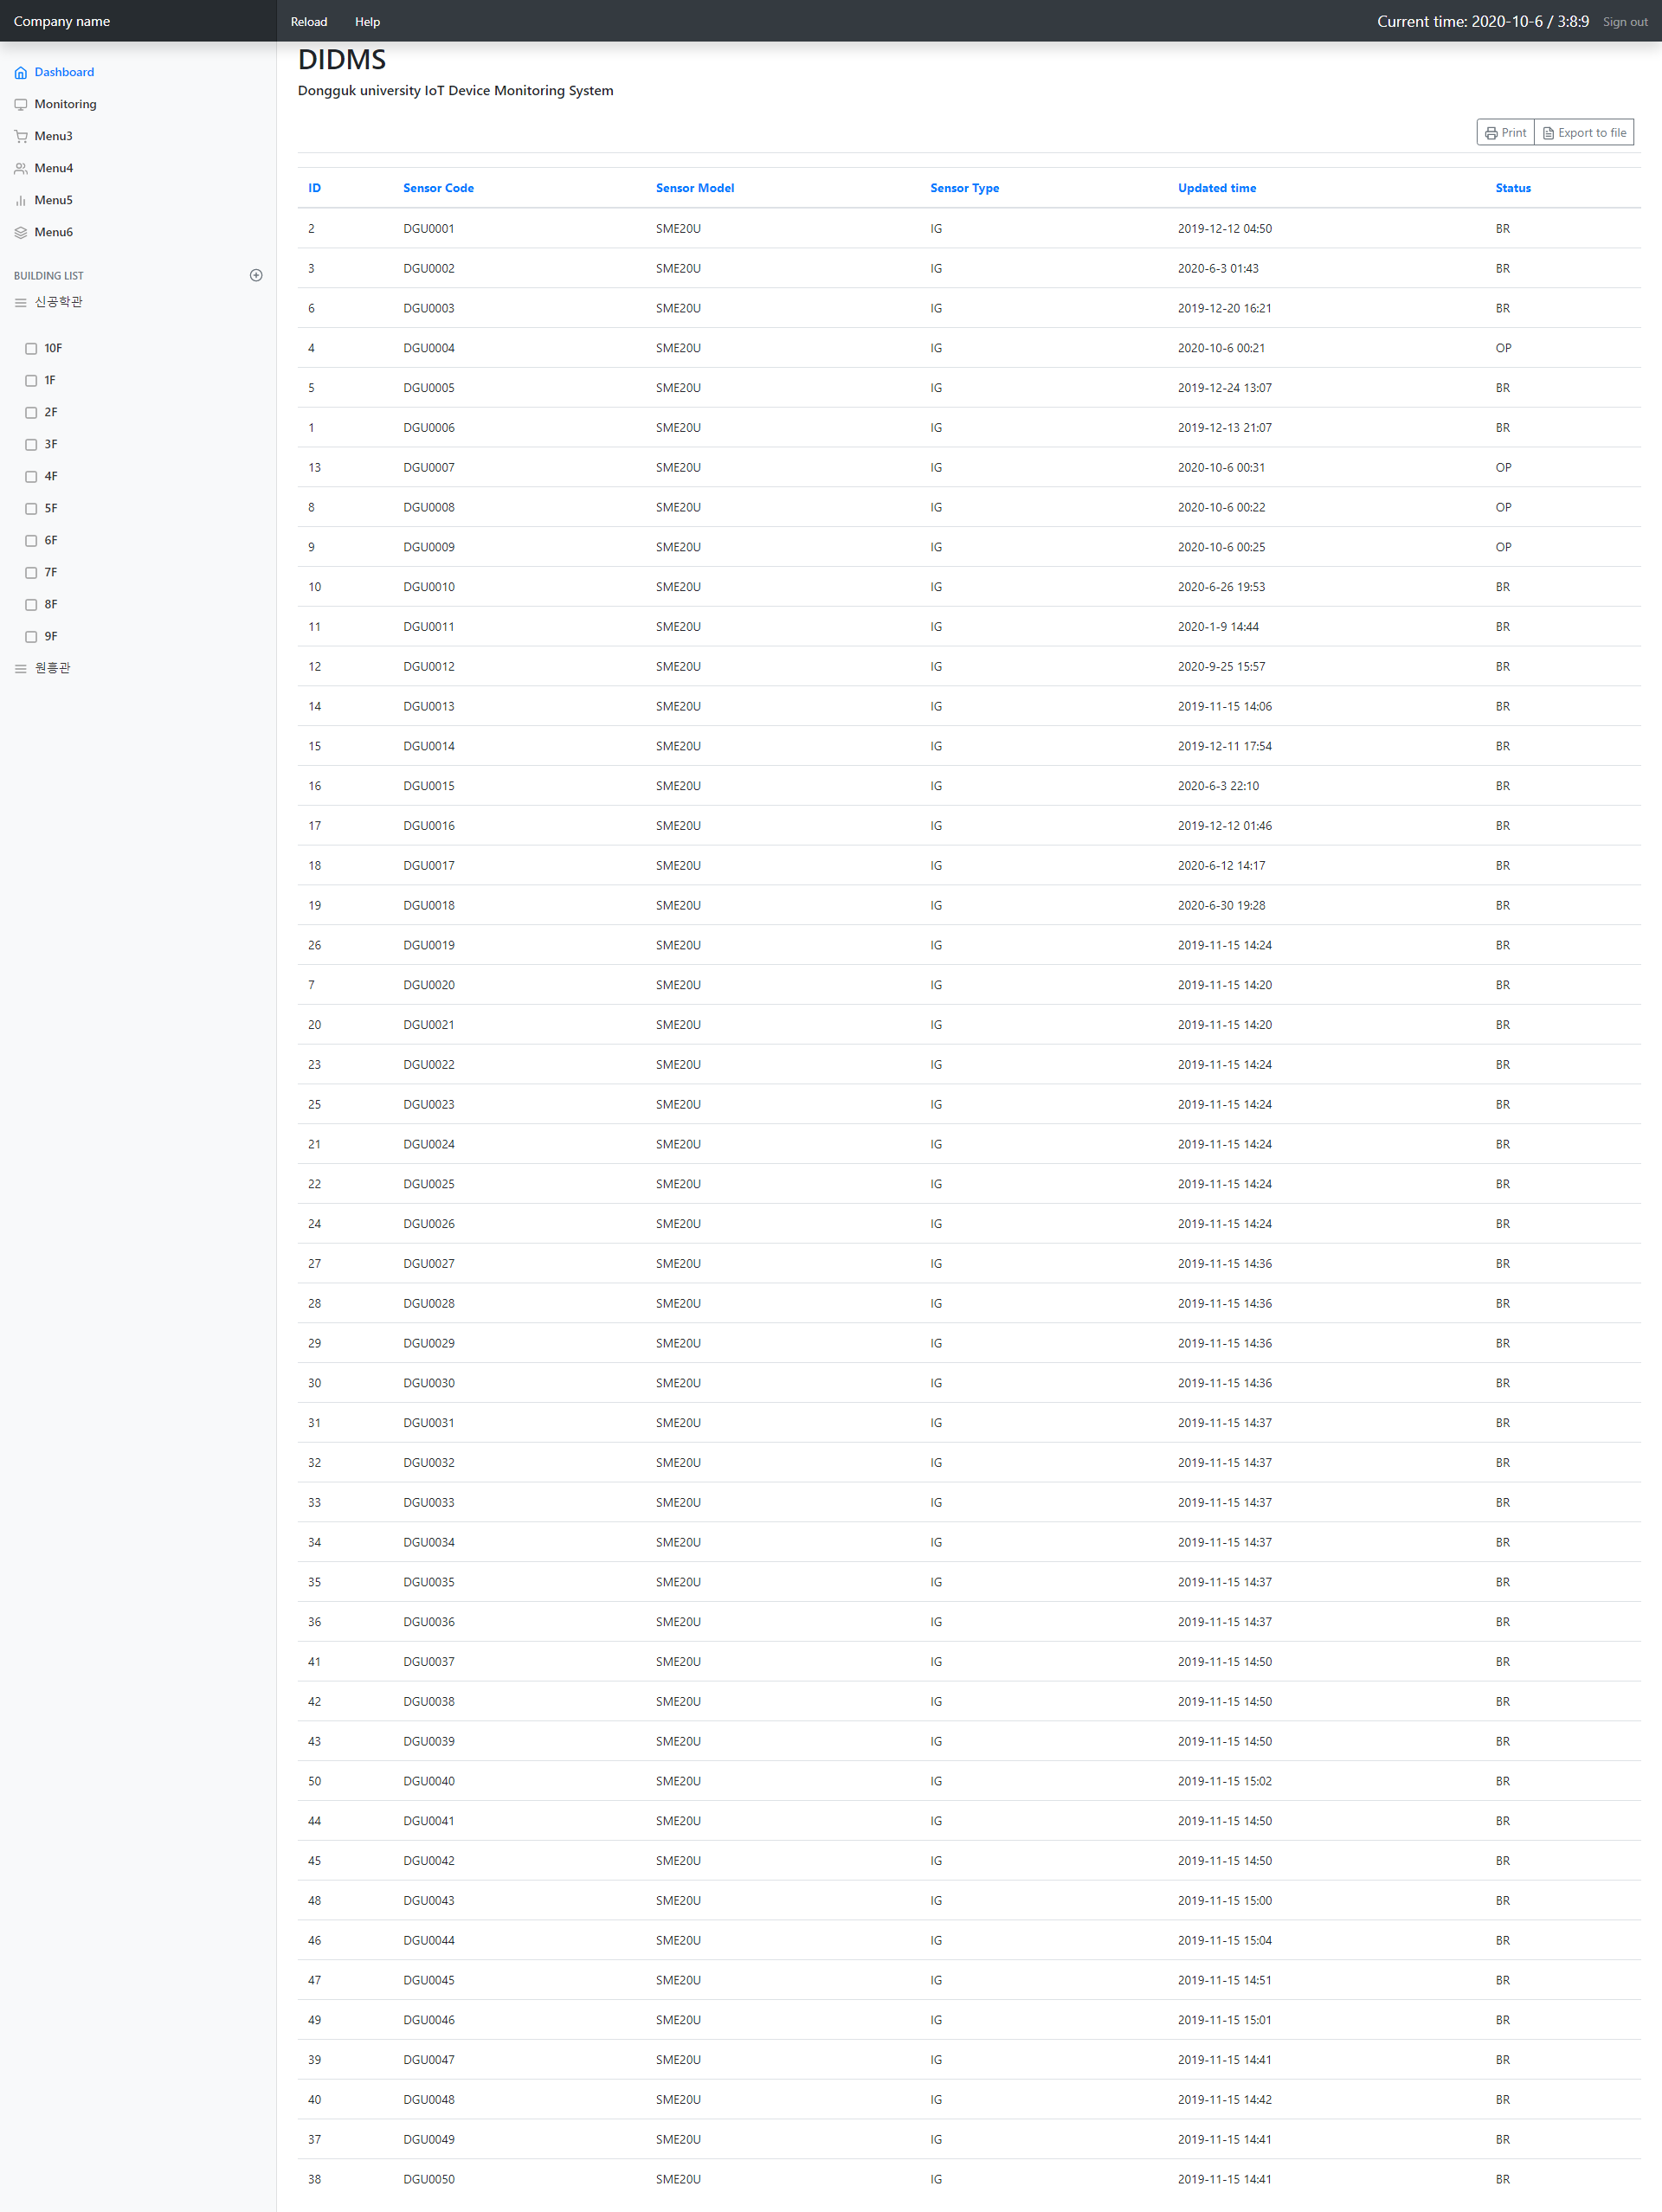 Company name
Reload Help
Current time: 2020-10-6 / 3:8:9 Sign out
Dashboard
Monitoring
Menu3
Menu4
Menu5
Menu6
BUILDING LIST
신공학관
10F
1F
2F
3F
4F
5F
6F
7F
8F
9F
원흥관
DIDMS
Dongguk university IoT Device Monitoring System
Print Export to file
ID Sensor Code Sensor Model Sensor Type Updated time Status
2 DGU0001 SME20U IG 2019-12-12 04:50 BR
3 DGU0002 SME20U IG 2020-6-3 01:43 BR
6 DGU0003 SME20U IG 2019-12-20 16:21 BR
4 DGU0004 SME20U IG 2020-10-6 00:21 OP
5 DGU0005 SME20U IG 2019-12-24 13:07 BR
1 DGU0006 SME20U IG 2019-12-13 21:07 BR
13 DGU0007 SME20U IG 2020-10-6 00:31 OP
8 DGU0008 SME20U IG 2020-10-6 00:22 OP
9 DGU0009 SME20U IG 2020-10-6 00:25 OP
10 DGU0010 SME20U IG 2020-6-26 19:53 BR
11 DGU0011 SME20U IG 2020-1-9 14:44 BR
12 DGU0012 SME20U IG 2020-9-25 15:57 BR
14 DGU0013 SME20U IG 2019-11-15 14:06 BR
15 DGU0014 SME20U IG 2019-12-11 17:54 BR
16 DGU0015 SME20U IG 2020-6-3 22:10 BR
17 DGU0016 SME20U IG 2019-12-12 01:46 BR
18 DGU0017 SME20U IG 2020-6-12 14:17 BR
19 DGU0018 SME20U IG 2020-6-30 19:28 BR
26 DGU0019 SME20U IG 2019-11-15 14:24 BR
7 DGU0020 SME20U IG 2019-11-15 14:20 BR
20 DGU0021 SME20U IG 2019-11-15 14:20 BR
23 DGU0022 SME20U IG 2019-11-15 14:24 BR
25 DGU0023 SME20U IG 2019-11-15 14:24 BR
21 DGU0024 SME20U IG 2019-11-15 14:24 BR
22 DGU0025 SME20U IG 2019-11-15 14:24 BR
24 DGU0026 SME20U IG 2019-11-15 14:24 BR
27 DGU0027 SME20U IG 2019-11-15 14:36 BR
28 DGU0028 SME20U IG 2019-11-15 14:36 BR
29 DGU0029 SME20U IG 2019-11-15 14:36 BR
30 DGU0030 SME20U IG 2019-11-15 14:36 BR
31 DGU0031 SME20U IG 2019-11-15 14:37 BR
32 DGU0032 SME20U IG 2019-11-15 14:37 BR
33 DGU0033 SME20U IG 2019-11-15 14:37 BR
34 DGU0034 SME20U IG 2019-11-15 14:37 BR
35 DGU0035 SME20U IG 2019-11-15 14:37 BR
36 DGU0036 SME20U IG 2019-11-15 14:37 BR
41 DGU0037 SME20U IG 2019-11-15 14:50 BR
42 DGU0038 SME20U IG 2019-11-15 14:50 BR
43 DGU0039 SME20U IG 2019-11-15 14:50 BR
50 DGU0040 SME20U IG 2019-11-15 15:02 BR
44 DGU0041 SME20U IG 2019-11-15 14:50 BR
45 DGU0042 SME20U IG 2019-11-15 14:50 BR
48 DGU0043 SME20U IG 2019-11-15 15:00 BR
46 DGU0044 SME20U IG 2019-11-15 15:04 BR
47 DGU0045 SME20U IG 2019-11-15 14:51 BR
49 DGU0046 SME20U IG 2019-11-15 15:01 BR
39 DGU0047 SME20U IG 2019-11-15 14:41 BR
40 DGU0048 SME20U IG 2019-11-15 14:42 BR
37 DGU0049 SME20U IG 2019-11-15 14:41 BR
38 DGU0050 SME20U IG 2019-11-15 14:41 BR